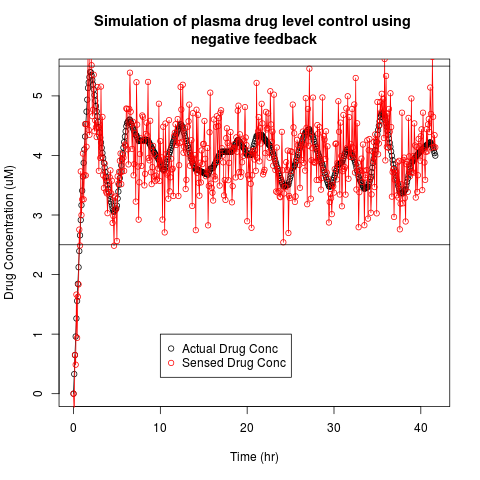 Simulation of plasma drug level control using
negative feedback
Drug Concentration (uM)
5
4
3
2
1
0
Actual Drug Conc
Sensed Drug Conc
0 10 20 30 40
Time (hr)